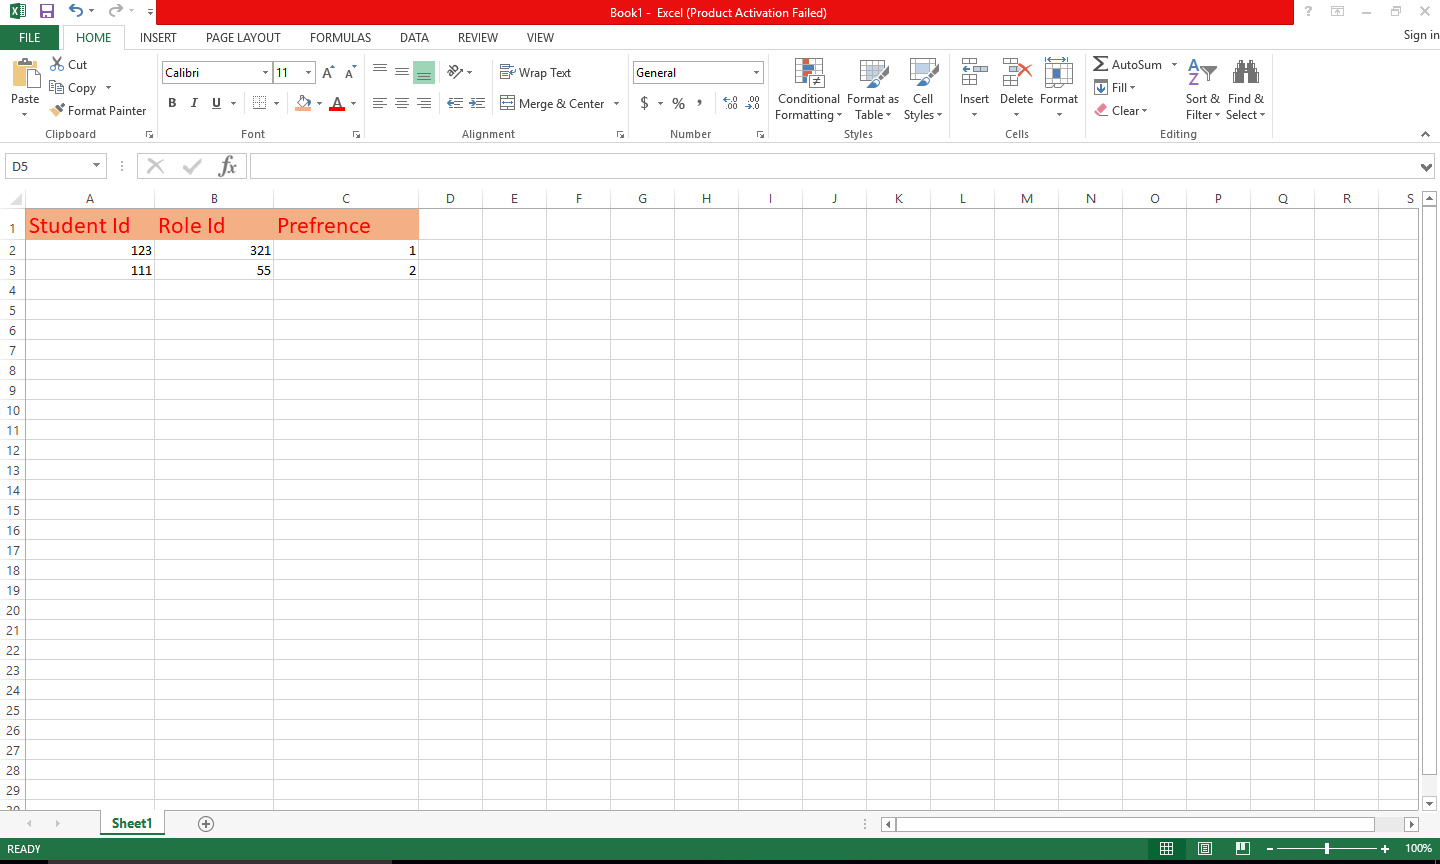 Book1 - Excel (Product Activation Failed)
FILE HOME INSERT PAGE LAYOUT FORMULAS DATA REVIEW VIEW Sign in
Paste
Cut
Copy
Format Painter
Clipboard
Calibri 11
B I U
Font
Wrap Text
Merge & Center
Alignment
General
$ % ,
Number
Conditional Formatting
Format as Table
Cell Styles
Styles
Insert Delete Format
Cells
AutoSum
Fill
Clear
Sort & Filter
Find & Select
Editing
D5 fx
A B C D E F G H I J K L M N O P Q R S
1 Student Id Role Id Prefrence
2 123 321 1
3 111 55 2
4
5
6
7
8
9
10
11
12
13
14
15
16
17
18
19
20
21
22
23
24
25
26
27
28
29
Sheet1
READY 100%